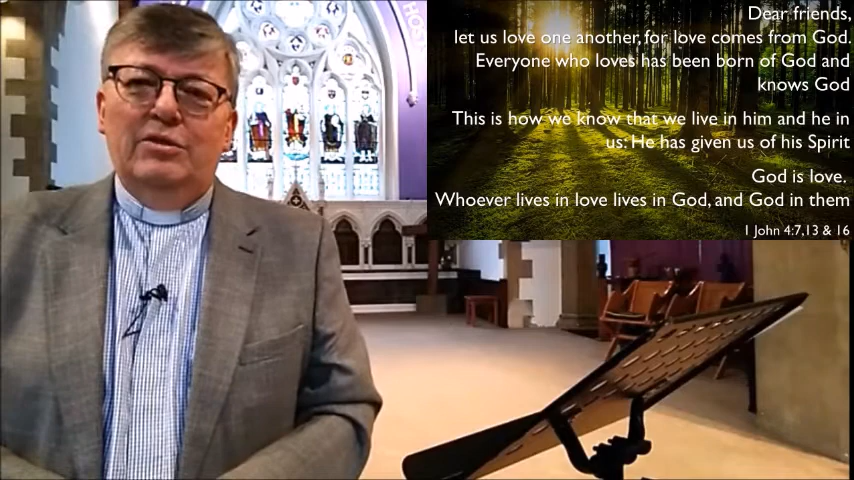 HOS
Dear friends,
let us love one another, for love comes from God.
Everyone who loves has been born of God and
knows God
This is how we know that we live in him and he in
us: He has given us of his Spirit
God is love.
Whoever lives in love lives in God, and God in them
1 John 4:7,13 & 16